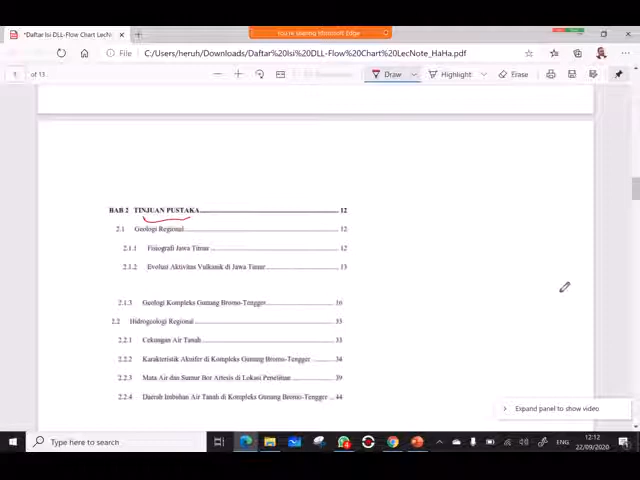 *Daftar Isi DLL-Flow Chart LecNot
File
C:/Users/heruh/Downloads/Daftar%20Isi%20DLL-Flow%20Chart%20LecNote_HaHa.pdf
1 of 13
Draw
Highlight
Erase
BAB 2 TINJUAN PUSTAKA 12
2.1 Geologi Regional 12
2.1.1 Fisiografi Jawa Timur 12
2.1.2 Evolusi Aktivitas Vulkanik di Jawa Timur 13
2.1.3 Geologi Kompleks Gunung Bromo-Tengger 16
2.2 Hidrogeologi Regional 33
2.2.1 Cekungan Air Tanah 33
2.2.2 Karakteristik Akuifer di Kompleks Gunung Bromo-Tengger 34
2.2.3 Mata Air dan Sumur Bor Artesis di Lokasi Penelitian 39
2.2.4 Daerah Imbuhan Air Tanah di Kompleks Gunung Bromo-Tengger 44
Expand panel to show video
Type here to search
ENG
12:12
22/09/2020